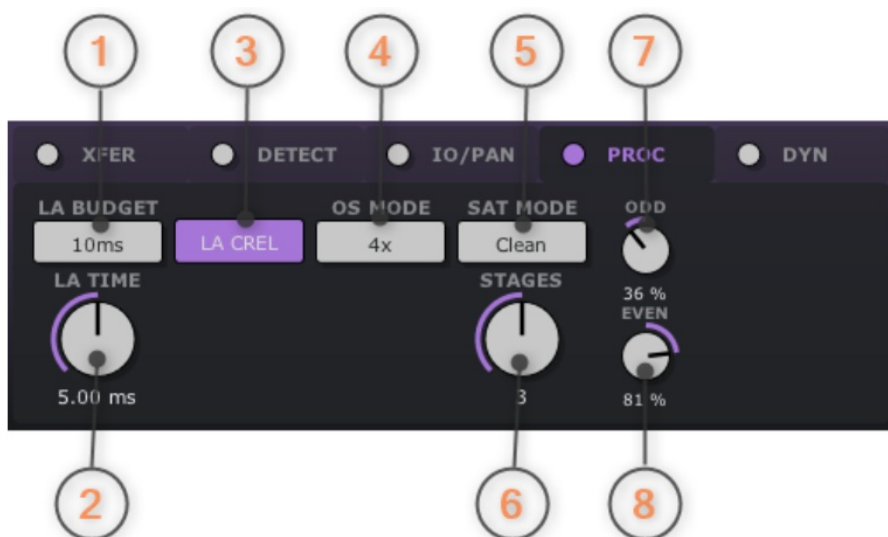 1 3 4 5 7
XFER DETECT IO/PAN PROC DYN
LA BUDGET OS MODE SAT MODE ODD
10ms LA CREL 4x Clean
LA TIME STAGES
36 %
EVEN
5.00 ms 3 81 %
2 6 8